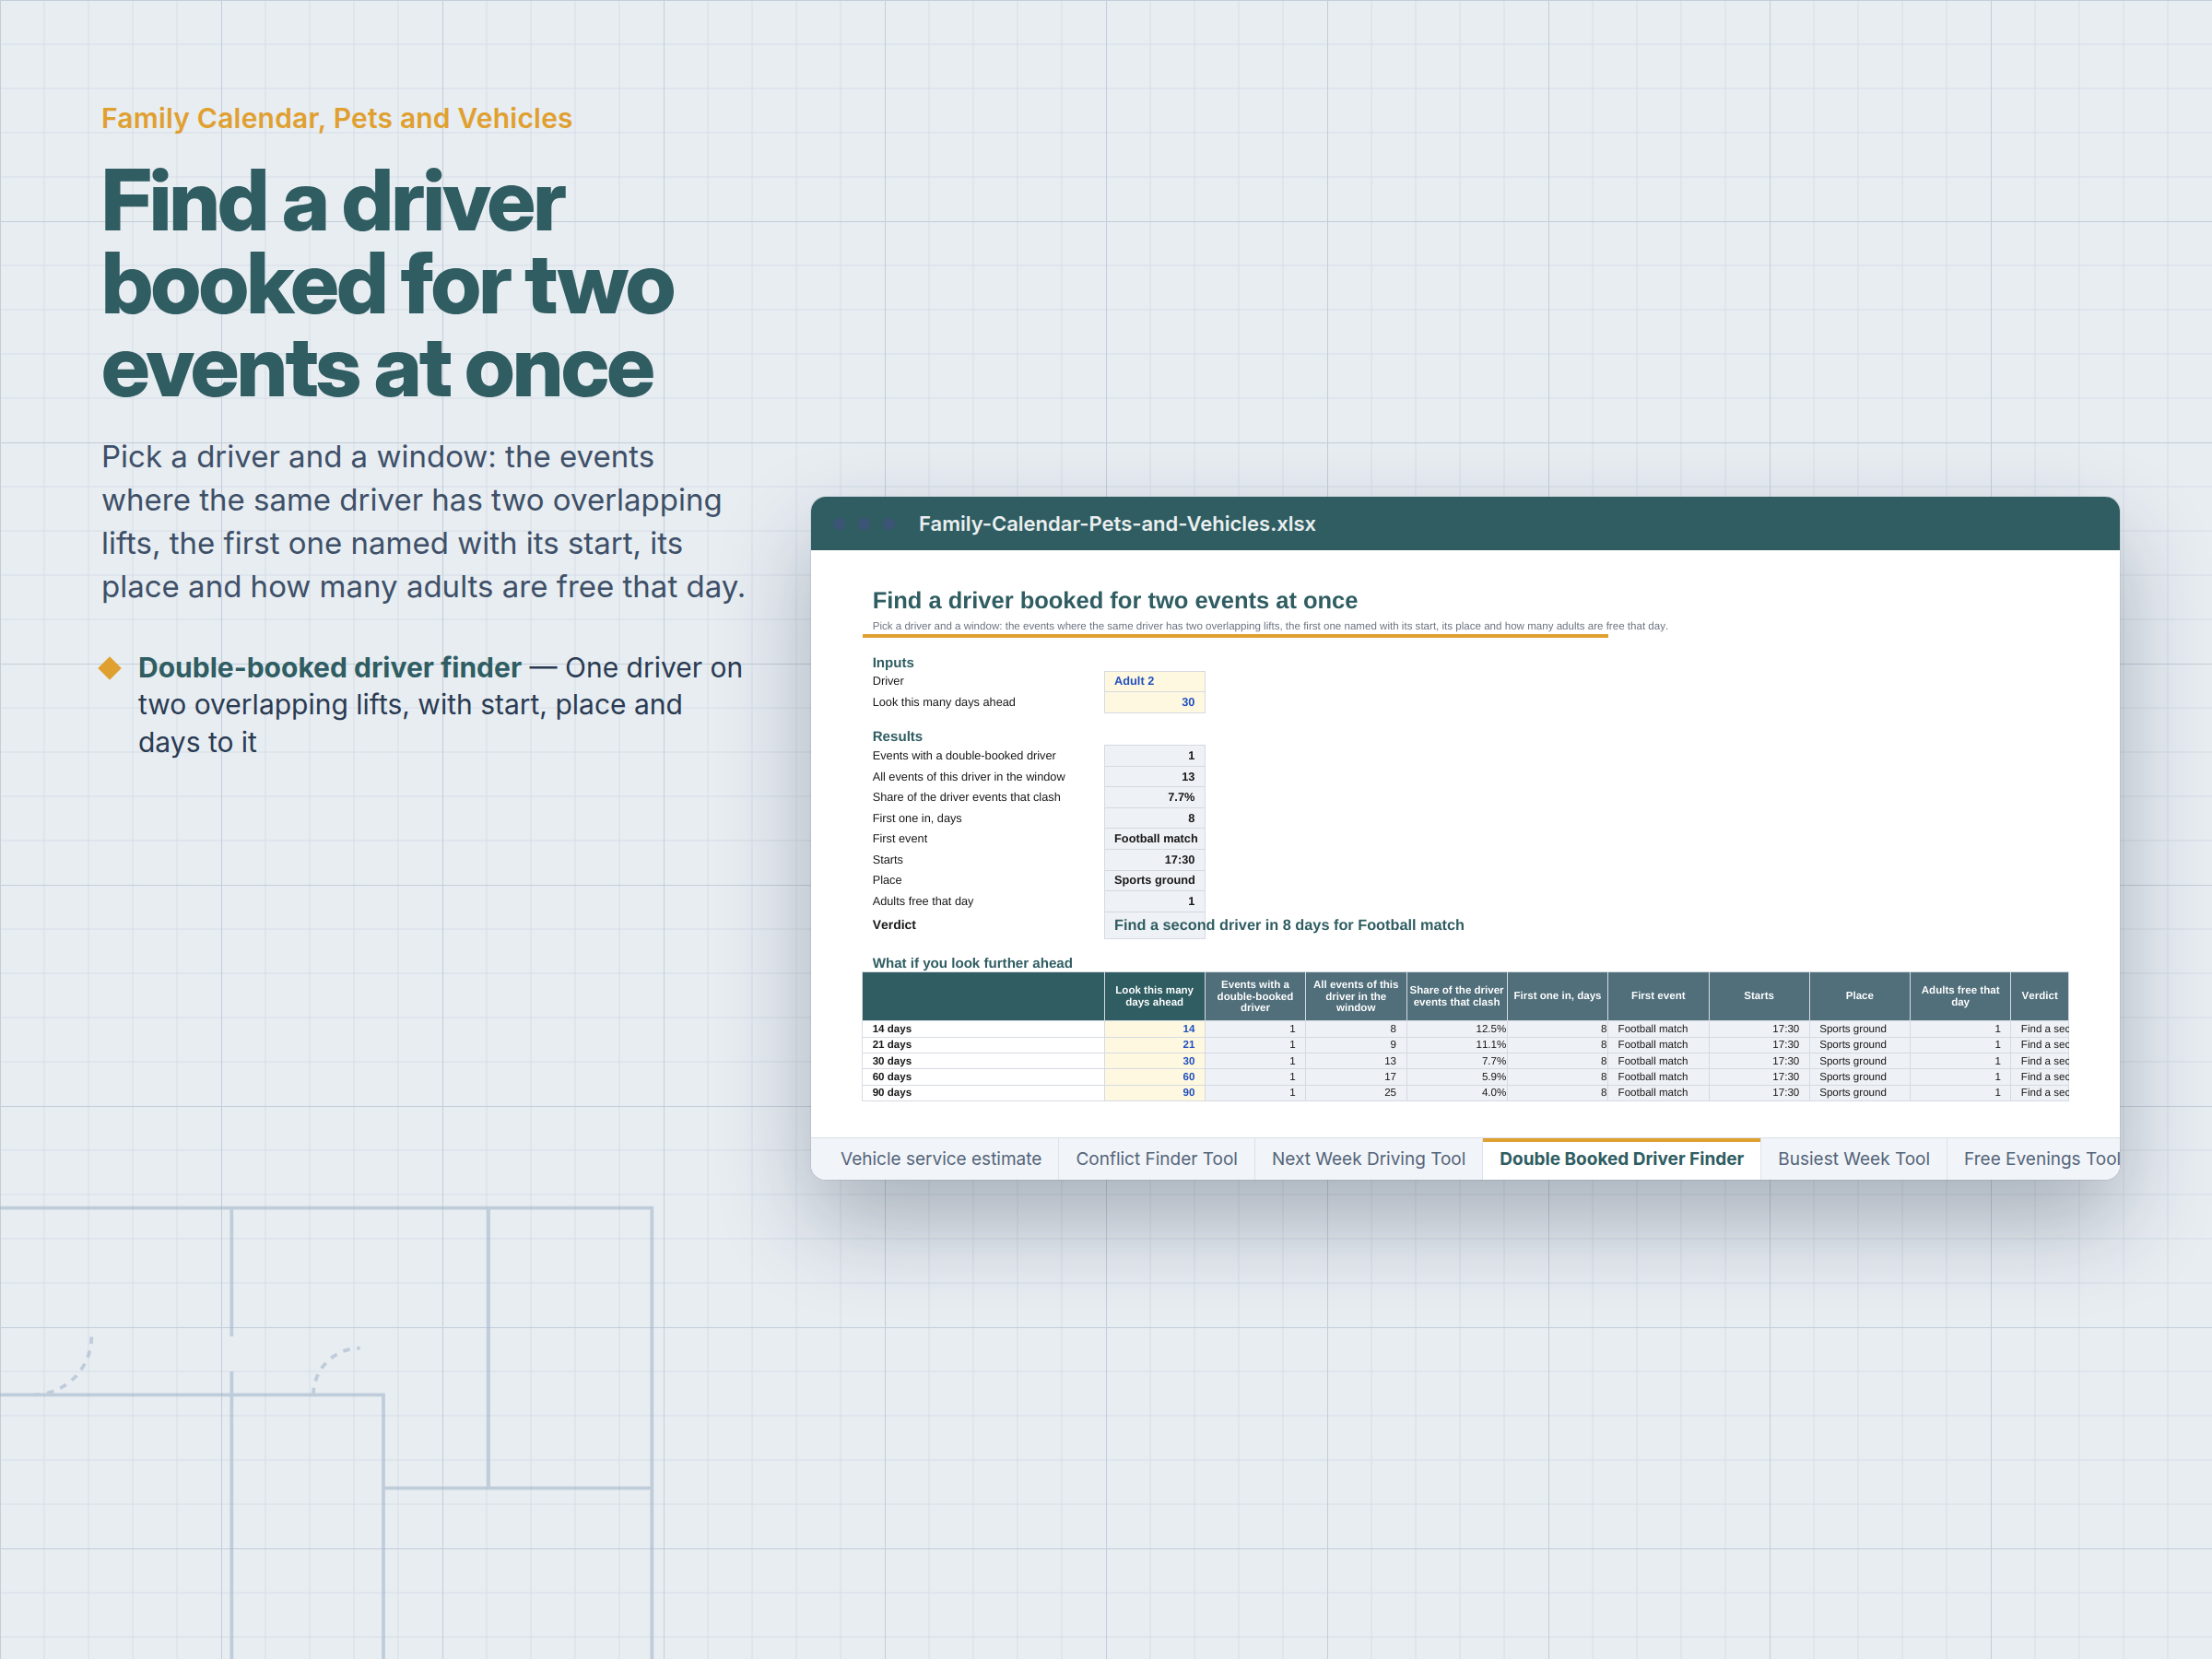 Family Calendar, Pets and Vehicles
Find a driver
booked for two
events at once
Pick a driver and a window: the events
where the same driver has two overlapping
lifts, the first one named with its start, its
place and how many adults are free that day.
Double-booked driver finder — One driver on
two overlapping lifts, with start, place and
days to it
Family-Calendar-Pets-and-Vehicles.xlsx
Find a driver booked for two events at once
Pick a driver and a window: the events where the same driver has two overlapping lifts, the first one named with its start, its place and how many adults are free that day.
Inputs
Driver Adult 2
Look this many days ahead 30
Results
Events with a double-booked driver 1
All events of this driver in the window 13
Share of the driver events that clash 7.7%
First one in, days 8
First event Football match
Starts 17:30
Place Sports ground
Adults free that day 1
Verdict Find a second driver in 8 days for Football match
What if you look further ahead
Look this many days ahead Events with a double-booked driver All events of this driver in the window Share of the driver events that clash First one in, days First event Starts Place Adults free that day Verdict
14 days 14 1 8 12.5% 8 Football match 17:30 Sports ground 1 Find a sec
21 days 21 1 9 11.1% 8 Football match 17:30 Sports ground 1 Find a sec
30 days 30 1 13 7.7% 8 Football match 17:30 Sports ground 1 Find a sec
60 days 60 1 17 5.9% 8 Football match 17:30 Sports ground 1 Find a sec
90 days 90 1 25 4.0% 8 Football match 17:30 Sports ground 1 Find a sec
Vehicle service estimate Conflict Finder Tool Next Week Driving Tool Double Booked Driver Finder Busiest Week Tool Free Evenings Tool